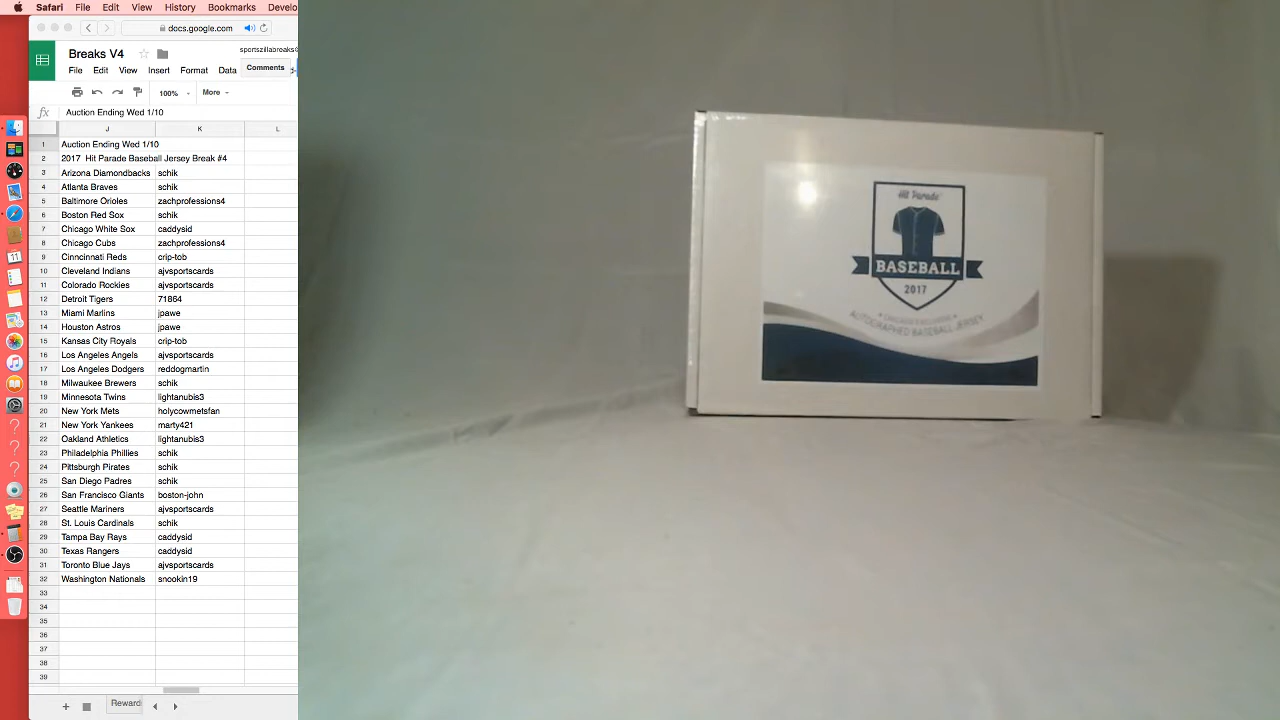 Safari File Edit View History Bookmarks Develo
docs.google.com
Breaks V4
sportszillabreaks@
File Edit View Insert Format Data
Comments
100% More
fx Auction Ending Wed 1/10
J K L
1 Auction Ending Wed 1/10
2 2017 Hit Parade Baseball Jersey Break #4
3 Arizona Diamondbacks schik
4 Atlanta Braves schik
5 Baltimore Orioles zachprofessions4
6 Boston Red Sox schik
7 Chicago White Sox caddysid
8 Chicago Cubs zachprofessions4
9 Cinncinnati Reds crip-tob
10 Cleveland Indians ajvsportscards
11 Colorado Rockies ajvsportscards
12 Detroit Tigers 71864
13 Miami Marlins jpawe
14 Houston Astros jpawe
15 Kansas City Royals crip-tob
16 Los Angeles Angels ajvsportscards
17 Los Angeles Dodgers reddogmartin
18 Milwaukee Brewers schik
19 Minnesota Twins lightanubis3
20 New York Mets holycowmetsfan
21 New York Yankees marty421
22 Oakland Athletics lightanubis3
23 Philadelphia Phillies schik
24 Pittsburgh Pirates schik
25 San Diego Padres schik
26 San Francisco Giants boston-john
27 Seattle Mariners ajvsportscards
28 St. Louis Cardinals schik
29 Tampa Bay Rays caddysid
30 Texas Rangers caddysid
31 Toronto Blue Jays ajvsportscards
32 Washington Nationals snookin19
33
34
35
36
37
38
39
Reward
11
Hit Parade
BASEBALL
2017
AUTOGRAPHED BASEBALL JERSEY